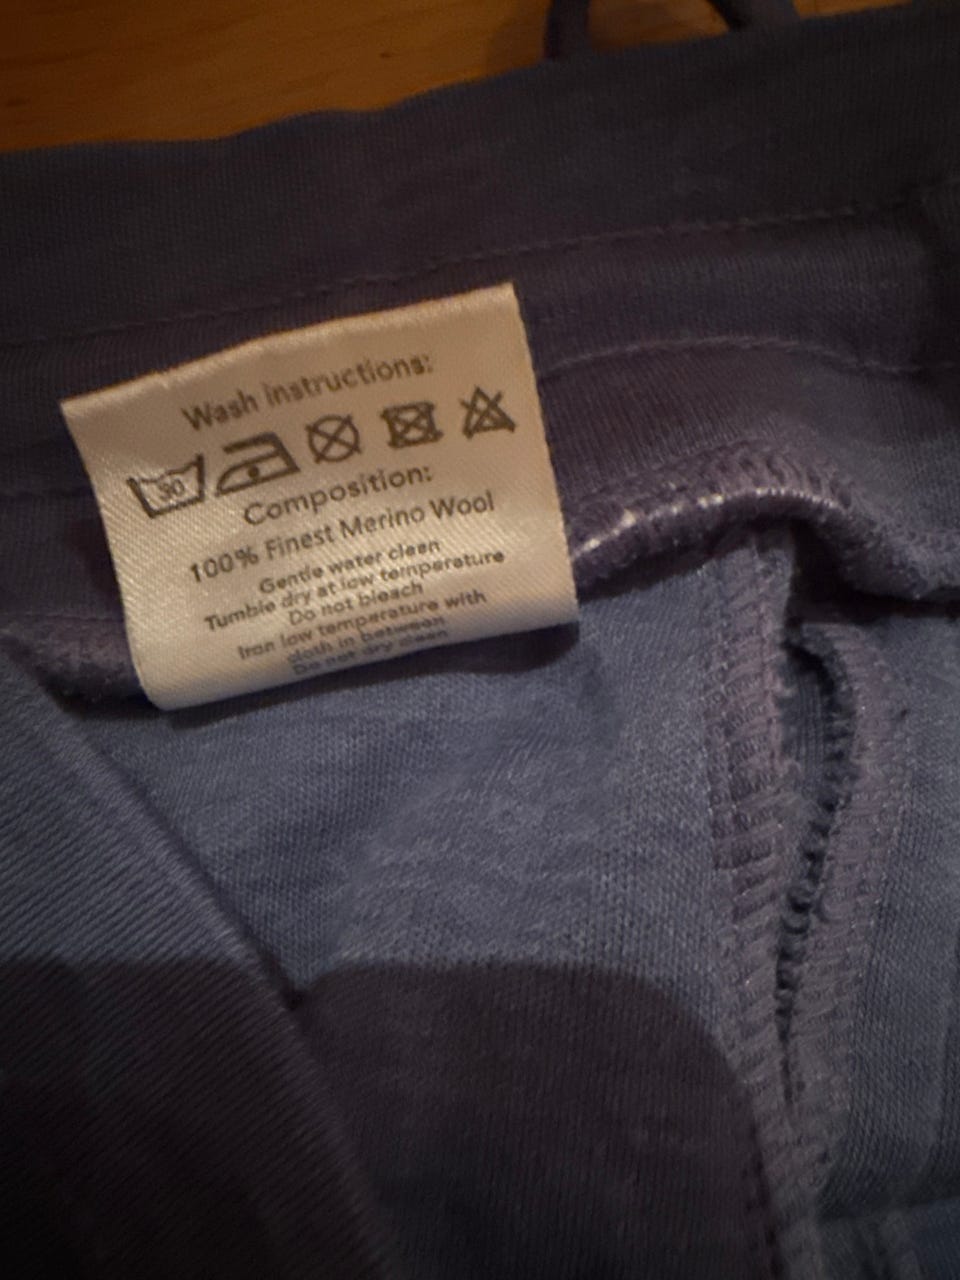 Wash instructions:
30
Composition:
100% Finest Merino Wool
Gentle water clean
Tumble dry at low temperature
Do not bleach
Iron low temperature with
cloth in between
Do not dry clean